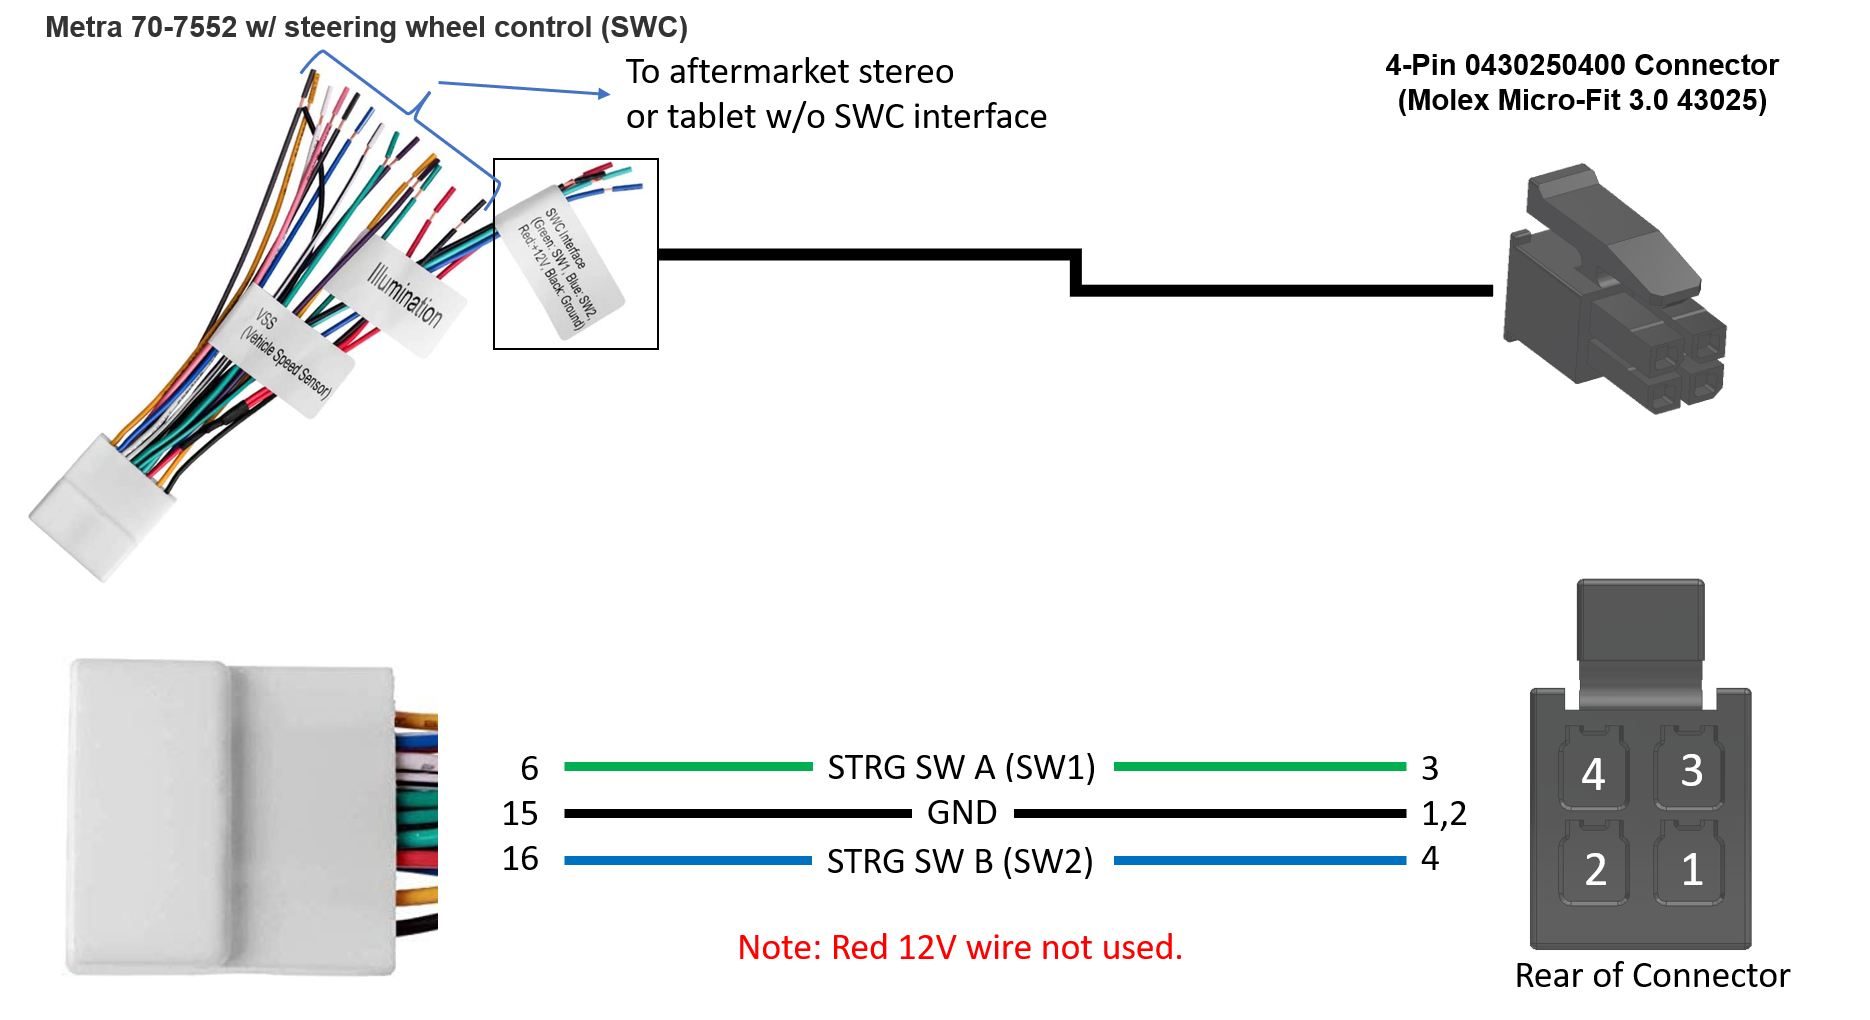 Metra 70-7552 w/ steering wheel control (SWC)
To aftermarket stereo
or tablet w/o SWC interface
4-Pin 0430250400 Connector
(Molex Micro-Fit 3.0 43025)
SWC Interface
(Green: SW1, Blue: SW2,
Red:+12V, Black: Ground)
Illumination
VSS
(Vehicle Speed Sensor)
6 STRG SW A (SW1) 3
15 GND 1,2
16 STRG SW B (SW2) 4
Note: Red 12V wire not used.
4 3
2 1
Rear of Connector